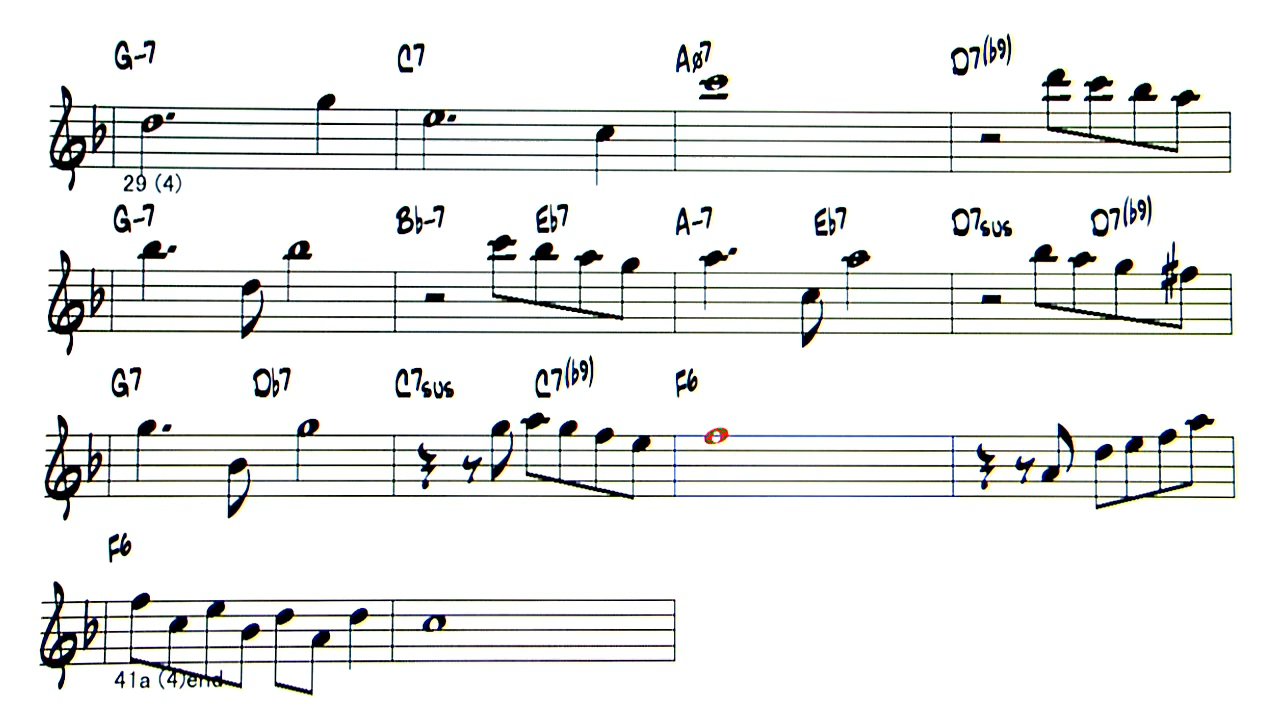 G-7 C7 Aø7 D7(b9)
29 (4)
G-7 Bb-7 Eb7 A-7 Eb7 D7sus D7(b9)
G7 Db7 C7sus C7(b9) F6
F6
41a (4)end